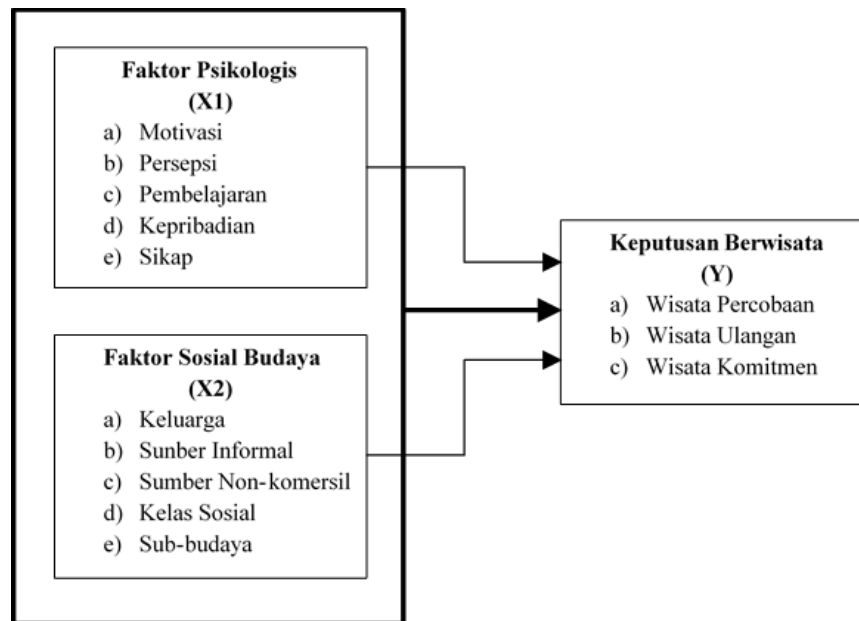 Faktor Psikologis
(X1)
a) Motivasi
b) Persepsi
c) Pembelajaran
d) Kepribadian
e) Sikap
Faktor Sosial Budaya
(X2)
a) Keluarga
b) Sunber Informal
c) Sumber Non-komersil
d) Kelas Sosial
e) Sub-budaya
Keputusan Berwisata
(Y)
a) Wisata Percobaan
b) Wisata Ulangan
c) Wisata Komitmen